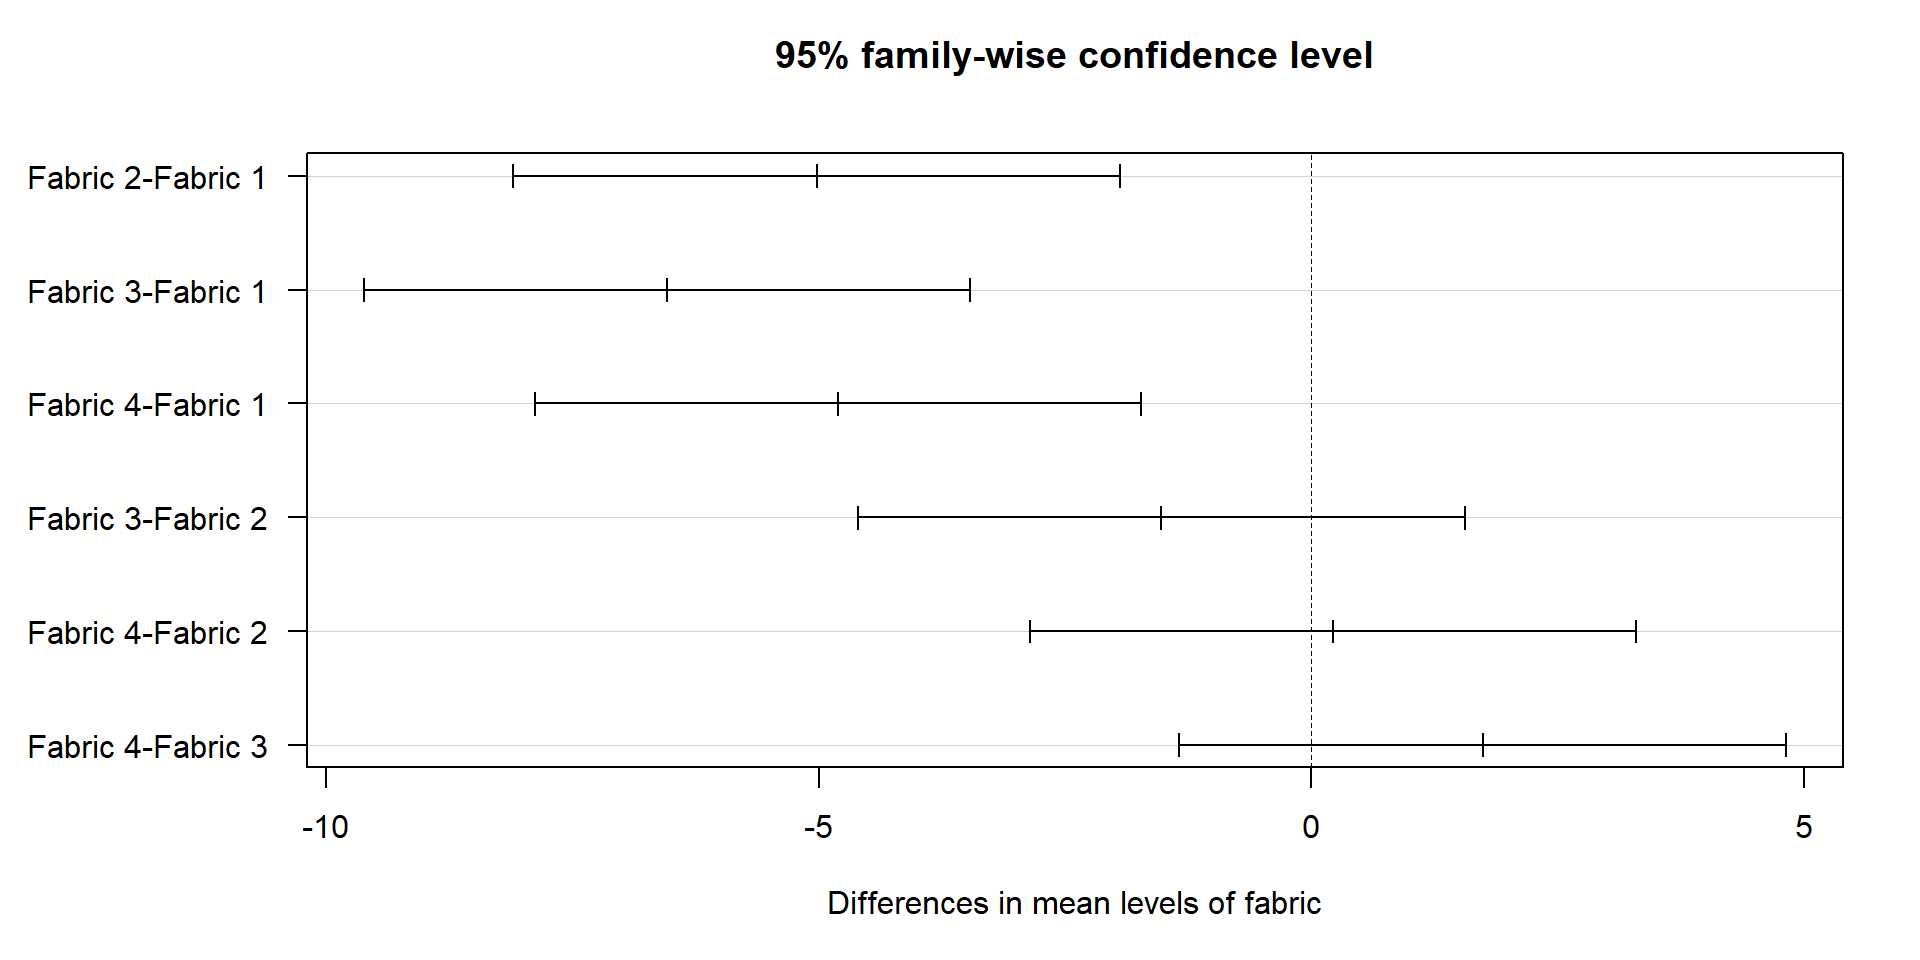 95% family-wise confidence level
Fabric 2-Fabric 1
Fabric 3-Fabric 1
Fabric 4-Fabric 1
Fabric 3-Fabric 2
Fabric 4-Fabric 2
Fabric 4-Fabric 3
-10 -5 0 5
Differences in mean levels of fabric